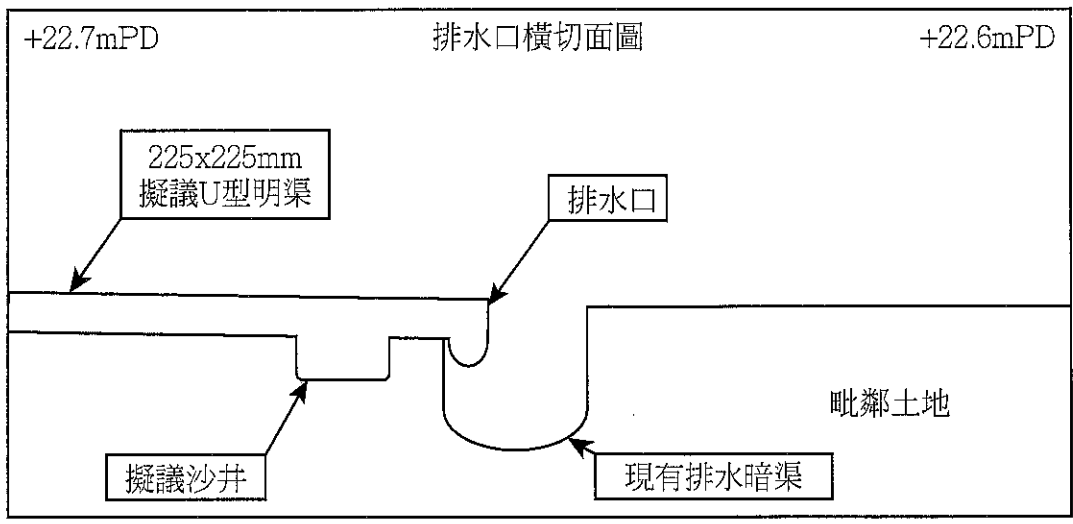 +22.7mPD
排水口橫切面圖
+22.6mPD
225x225mm
擬議U型明渠
排水口
毗鄰土地
擬議沙井
現有排水暗渠